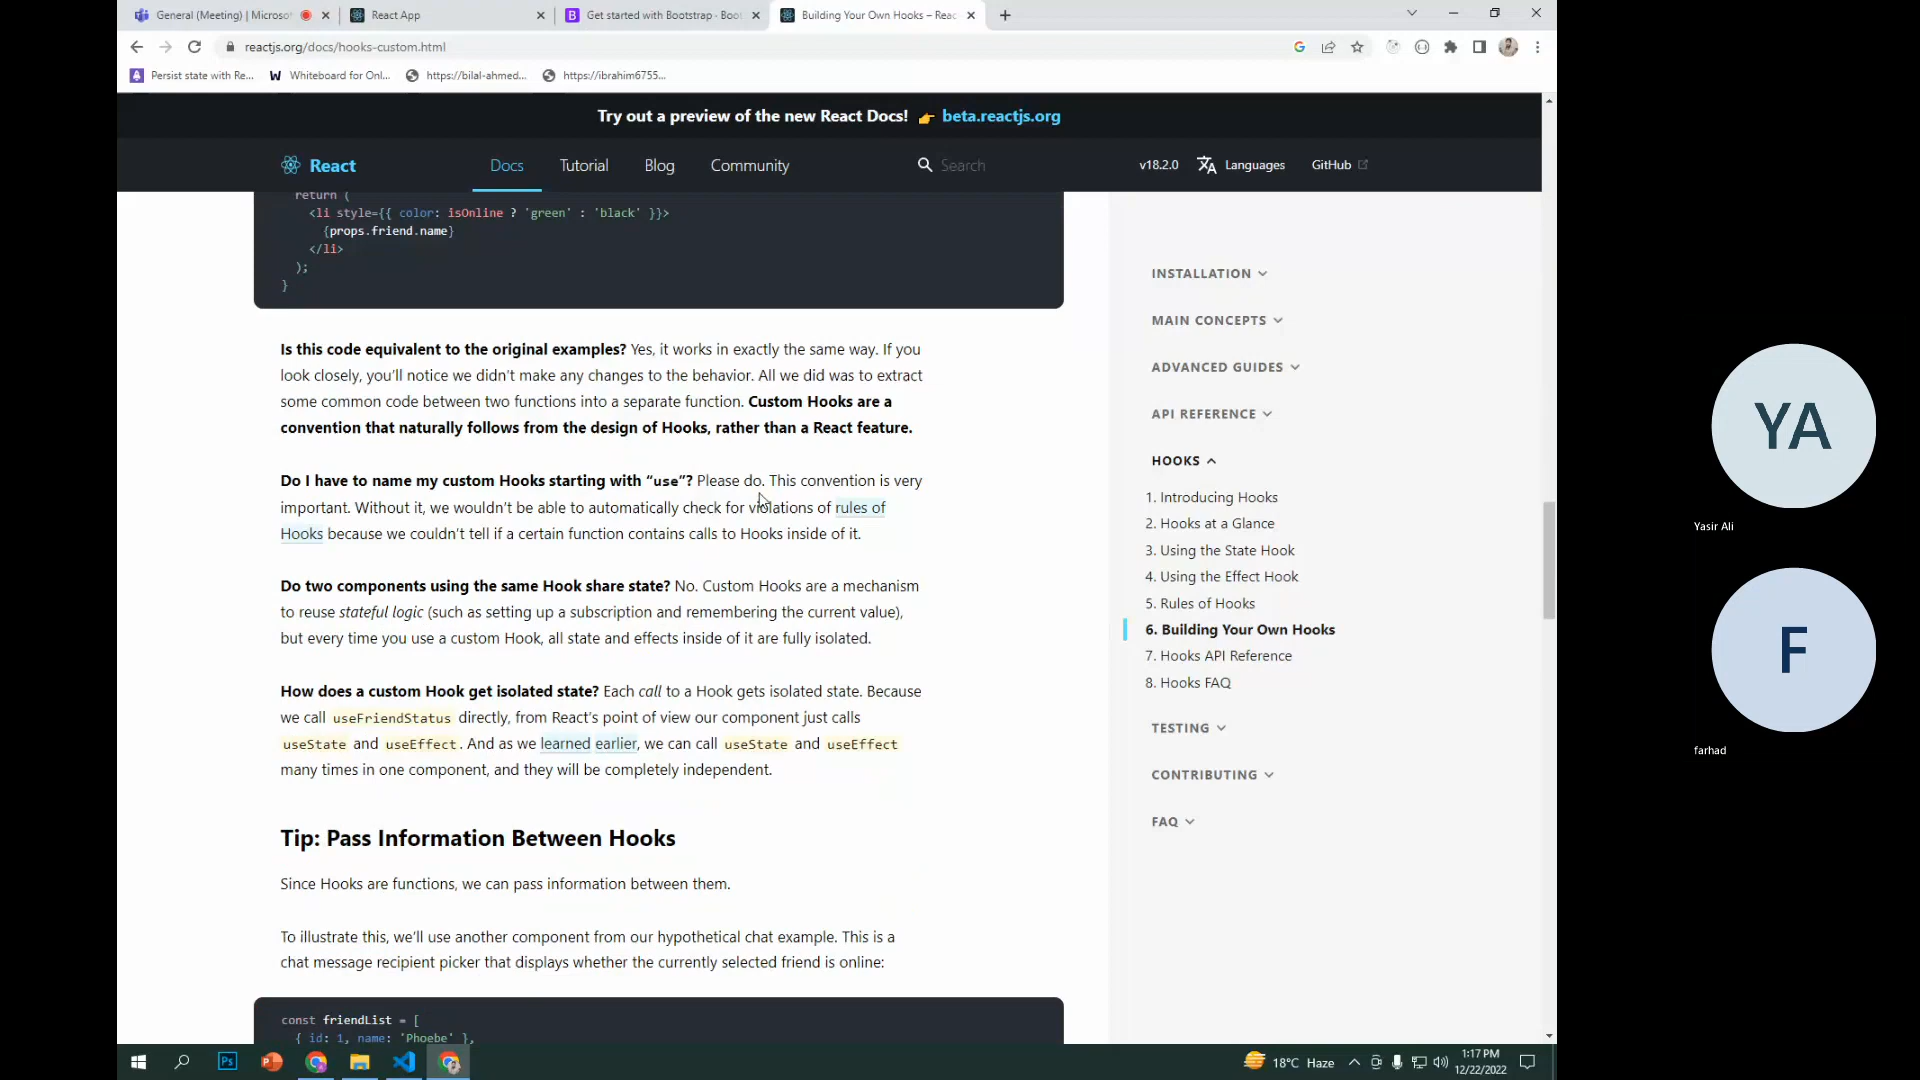 General (Meeting) | Microso
React App
Get started with Bootstrap · Boo
Building Your Own Hooks – Reac
reactjs.org/docs/hooks-custom.html
Persist state with Re...
Whiteboard for Onl...
https://bilal-ahmed...
https://ibrahim6755...
Try out a preview of the new React Docs! 👉 beta.reactjs.org
React
Docs
Tutorial
Blog
Community
Search
v18.2.0
Languages
GitHub
return (
<li style={{ color: isOnline ? 'green' : 'black' }}>
{props.friend.name}
</li>
);
}
Is this code equivalent to the original examples? Yes, it works in exactly the same way. If you
look closely, you’ll notice we didn’t make any changes to the behavior. All we did was to extract
some common code between two functions into a separate function. Custom Hooks are a
convention that naturally follows from the design of Hooks, rather than a React feature.
Do I have to name my custom Hooks starting with “use”? Please do. This convention is very
important. Without it, we wouldn’t be able to automatically check for violations of rules of
Hooks because we couldn’t tell if a certain function contains calls to Hooks inside of it.
Do two components using the same Hook share state? No. Custom Hooks are a mechanism
to reuse stateful logic (such as setting up a subscription and remembering the current value),
but every time you use a custom Hook, all state and effects inside of it are fully isolated.
How does a custom Hook get isolated state? Each call to a Hook gets isolated state. Because
we call useFriendStatus directly, from React’s point of view our component just calls
useState and useEffect. And as we learned earlier, we can call useState and useEffect
many times in one component, and they will be completely independent.
Tip: Pass Information Between Hooks
Since Hooks are functions, we can pass information between them.
To illustrate this, we’ll use another component from our hypothetical chat example. This is a
chat message recipient picker that displays whether the currently selected friend is online:
const friendList = [
{ id: 1, name: 'Phoebe' },
INSTALLATION
MAIN CONCEPTS
ADVANCED GUIDES
API REFERENCE
HOOKS
1. Introducing Hooks
2. Hooks at a Glance
3. Using the State Hook
4. Using the Effect Hook
5. Rules of Hooks
6. Building Your Own Hooks
7. Hooks API Reference
8. Hooks FAQ
TESTING
CONTRIBUTING
FAQ
YA
Yasir Ali
F
farhad
Ps
18°C Haze
1:17 PM
12/22/2022